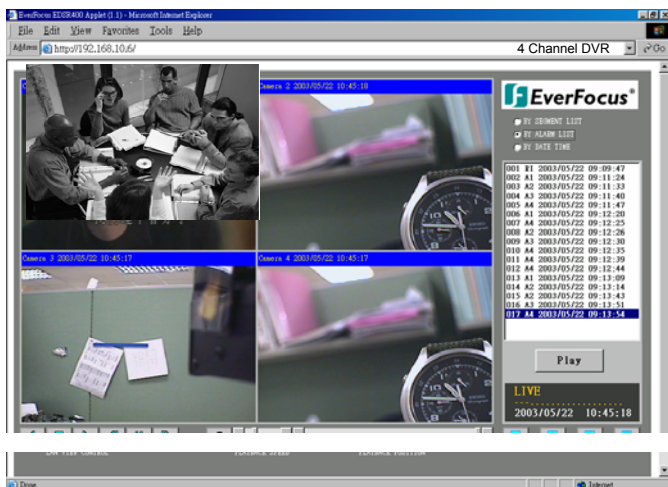 EverFocus EDSR400 Applet (1.1) - Microsoft Internet Explorer
File Edit View Favorites Tools Help
Address http://192.168.10.6/ 4 Channel DVR Go
Camera 2 2003/05/22 10:45:18
EverFocus®
BY SEGMENT LIST
BY ALARM LIST
BY DATE TIME
001 R1 2003/05/22 09:09:47
002 A1 2003/05/22 09:11:24
003 A2 2003/05/22 09:11:33
004 A3 2003/05/22 09:11:40
005 A4 2003/05/22 09:11:47
006 A1 2003/05/22 09:12:20
007 A4 2003/05/22 09:12:25
008 A2 2003/05/22 09:12:26
009 A3 2003/05/22 09:12:30
010 A4 2003/05/22 09:12:35
011 A4 2003/05/22 09:12:39
012 A4 2003/05/22 09:12:44
013 A1 2003/05/22 09:13:09
014 A2 2003/05/22 09:13:14
015 A2 2003/05/22 09:13:43
016 A3 2003/05/22 09:13:51
017 A4 2003/05/22 09:13:54
Camera 3 2003/05/22 10:45:17
Camera 4 2003/05/22 10:45:17
Play
LIVE
2003/05/22 10:45:18
PLAYBACK SPEED
PLAYBACK POSITION
Done
Internet